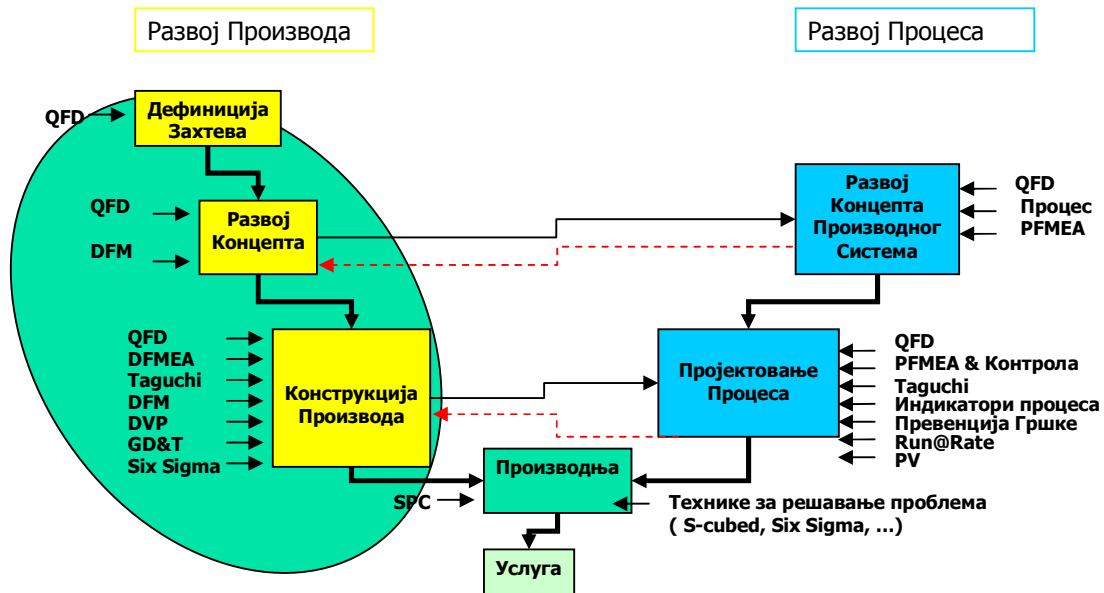 Развој Производа
Развој Процеса
QFD
Дефиниција
Захтева
QFD
DFM
Развој
Концепта
Развој
Концепта
Производног
Система
QFD
Процес
PFMEA
QFD
DFMEA
Taguchi
DFM
DVP
GD&T
Six Sigma
Конструкција
Производа
Пројектовање
Процеса
QFD
PFMEA & Контрола
Taguchi
Индикатори процеса
Превенција Гршке
Run@Rate
PV
Производња
SPC
Технике за решавање проблема
( S-cubed, Six Sigma, ...)
Услуга